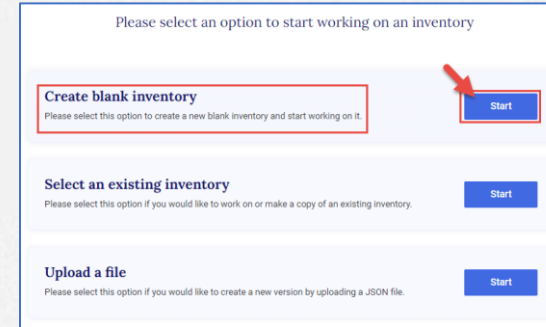 Please select an option to start working on an inventory
Create blank inventory
Please select this option to create a new blank inventory and start working on it.
Start
Select an existing inventory
Please select this option if you would like to work on or make a copy of an existing inventory.
Start
Upload a file
Please select this option if you would like to create a new version by uploading a JSON file.
Start